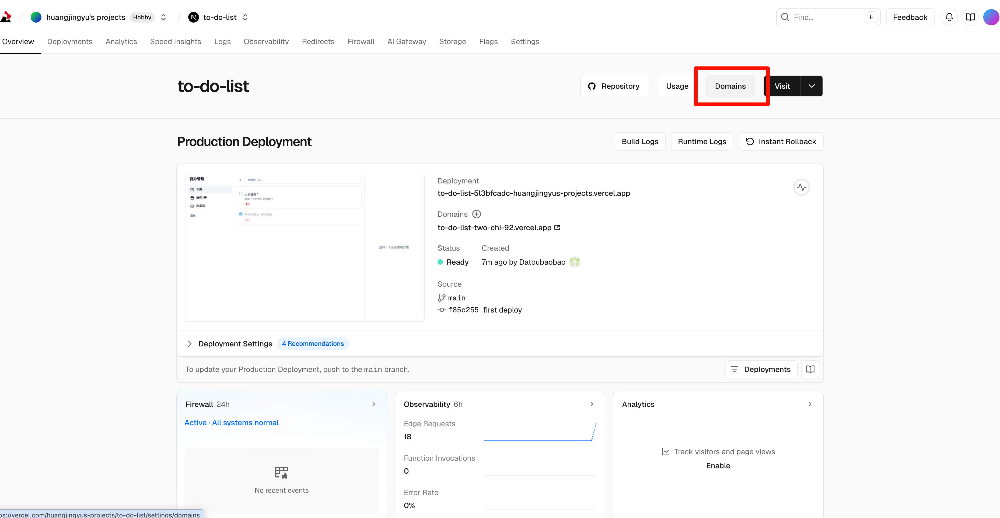 huangjingyu's projects Hobby
to-do-list
Find...
F
Feedback
Overview
Deployments
Analytics
Speed Insights
Logs
Observability
Redirects
Firewall
AI Gateway
Storage
Flags
Settings
to-do-list
Repository
Usage
Domains
Visit
Production Deployment
Build Logs
Runtime Logs
Instant Rollback
待办管理
今天
最近7天
收集箱
清单
添加新任务...
示例任务 1
这是一个示例任务的备注
P2
示例任务 2（已完成）
P1
选择一个任务查看详情
Deployment
to-do-list-5l3bfcadc-huangjingyus-projects.vercel.app
Domains
to-do-list-two-chi-92.vercel.app
Status
Created
Ready
7m ago by Datoubaobao
Source
main
f85c255 first deploy
Deployment Settings
4 Recommendations
To update your Production Deployment, push to the main branch.
Deployments
Firewall 24h
Active · All systems normal
No recent events
Observability 6h
Edge Requests
18
Function Invocations
0
Error Rate
0%
Analytics
Track visitors and page views
Enable
ps://vercel.com/huangjingyus-projects/to-do-list/settings/domains